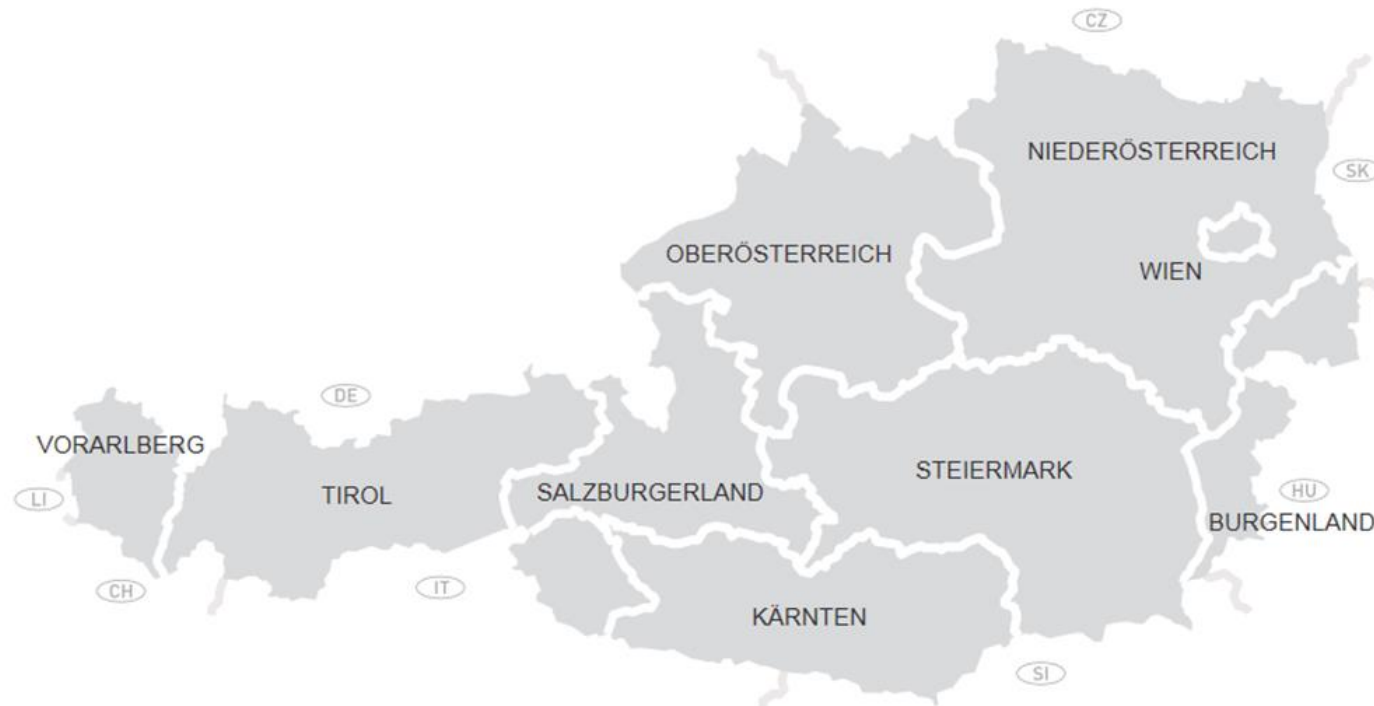 CZ
NIEDERÖSTERREICH
SK
OBERÖSTERREICH
WIEN
DE
VORARLBERG
STEIERMARK
TIROL
SALZBURGERLAND
LI
HU
BURGENLAND
CH
IT
KÄRNTEN
SI